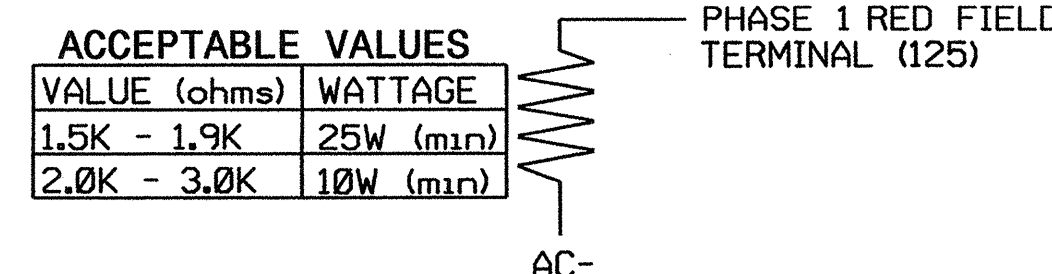 ACCEPTABLE VALUES
VALUE (ohms) WATTAGE
1.5K - 1.9K 25W (min)
2.0K - 3.0K 10W (min)
PHASE 1 RED FIELD
TERMINAL (125)
AC-